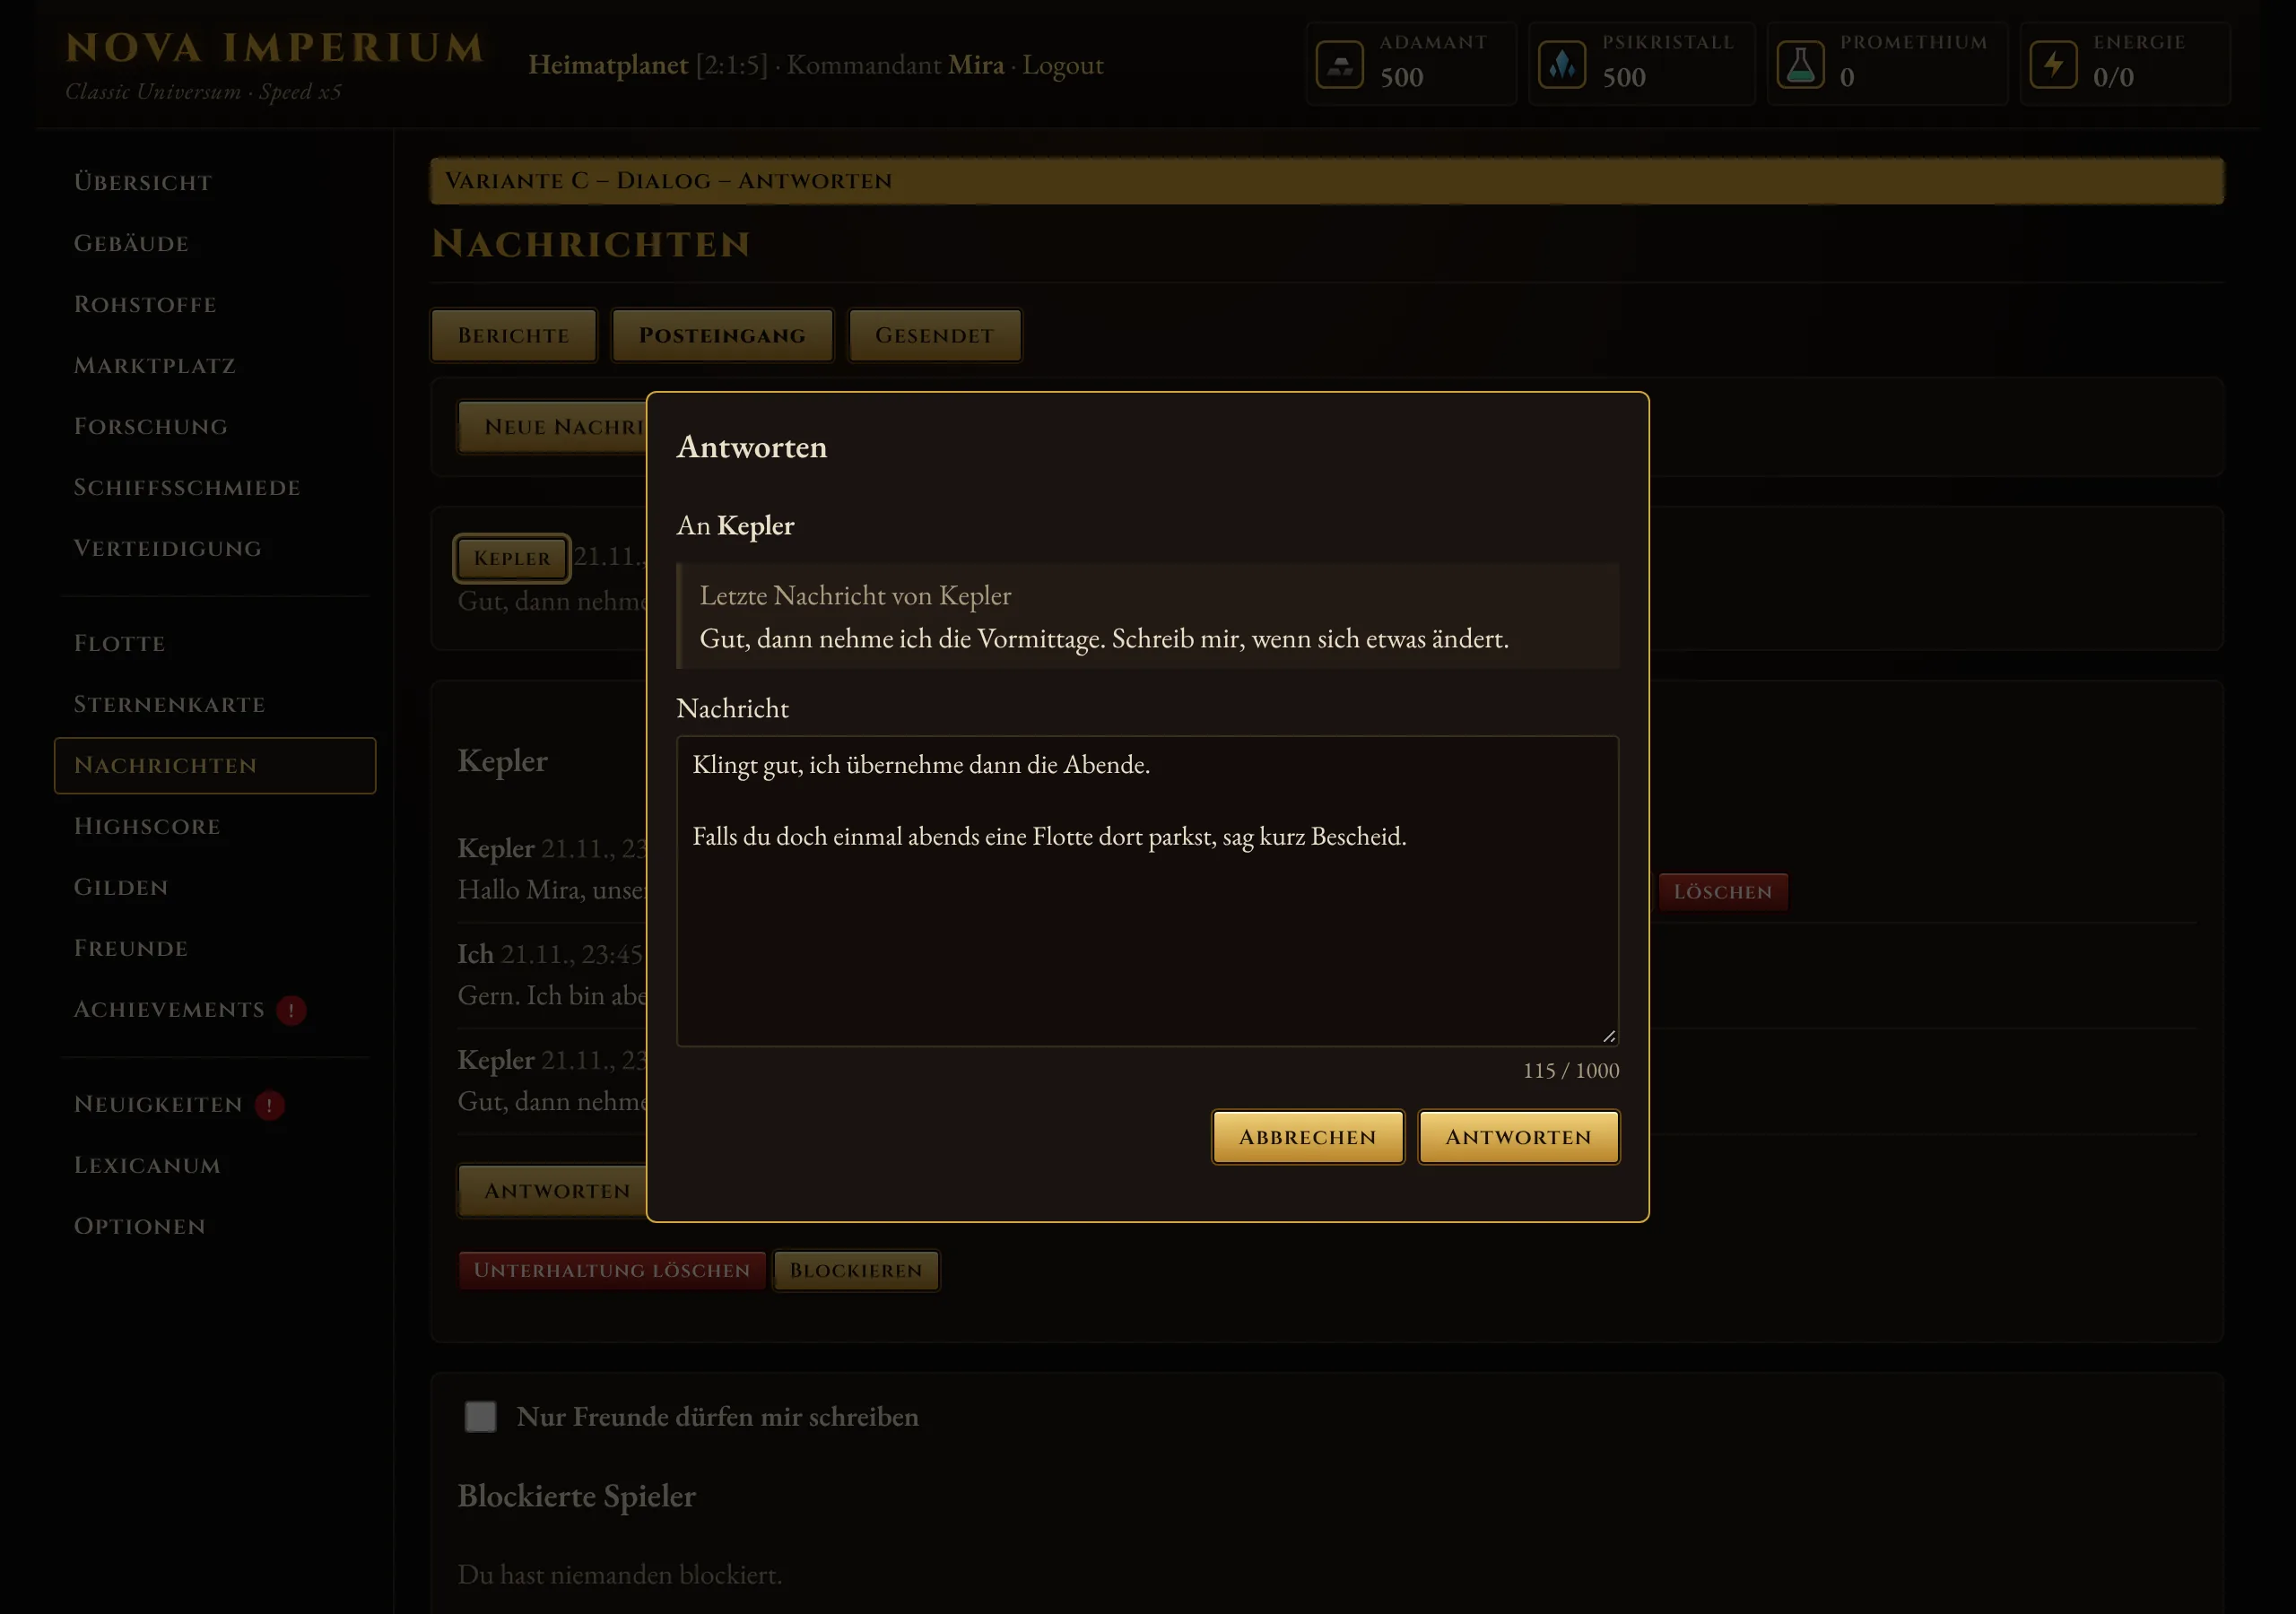 NOVA IMPERIUM
Classic Universum · Speed x5
Heimatplanet [2:1:5] · Kommandant Mira · Logout
ADAMANT
500
PSIKRISTALL
500
PROMETHIUM
0
ENERGIE
0/0
ÜBERSICHT
GEBÄUDE
ROHSTOFFE
MARKTPLATZ
FORSCHUNG
SCHIFFSSCHMIEDE
VERTEIDIGUNG
FLOTTE
STERNENKARTE
NACHRICHTEN
HIGHSCORE
GILDEN
FREUNDE
ACHIEVEMENTS !
NEUIGKEITEN !
LEXICANUM
OPTIONEN
VARIANTE C – DIALOG – ANTWORTEN
NACHRICHTEN
BERICHTE
POSTEINGANG
GESENDET
NEUE NACHRI
KEPLER 21.11.,
Gut, dann nehme
Kepler
Kepler 21.11., 23
Hallo Mira, unse
LÖSCHEN
Ich 21.11., 23:45
Gern. Ich bin abe
Kepler 21.11., 23
Gut, dann nehme
ANTWORTEN
UNTERHALTUNG LÖSCHEN
BLOCKIEREN
Nur Freunde dürfen mir schreiben
Blockierte Spieler
Du hast niemanden blockiert.
Antworten
An Kepler
Letzte Nachricht von Kepler
Gut, dann nehme ich die Vormittage. Schreib mir, wenn sich etwas ändert.
Nachricht
Klingt gut, ich übernehme dann die Abende.
Falls du doch einmal abends eine Flotte dort parkst, sag kurz Bescheid.
115 / 1000
ABBRECHEN
ANTWORTEN